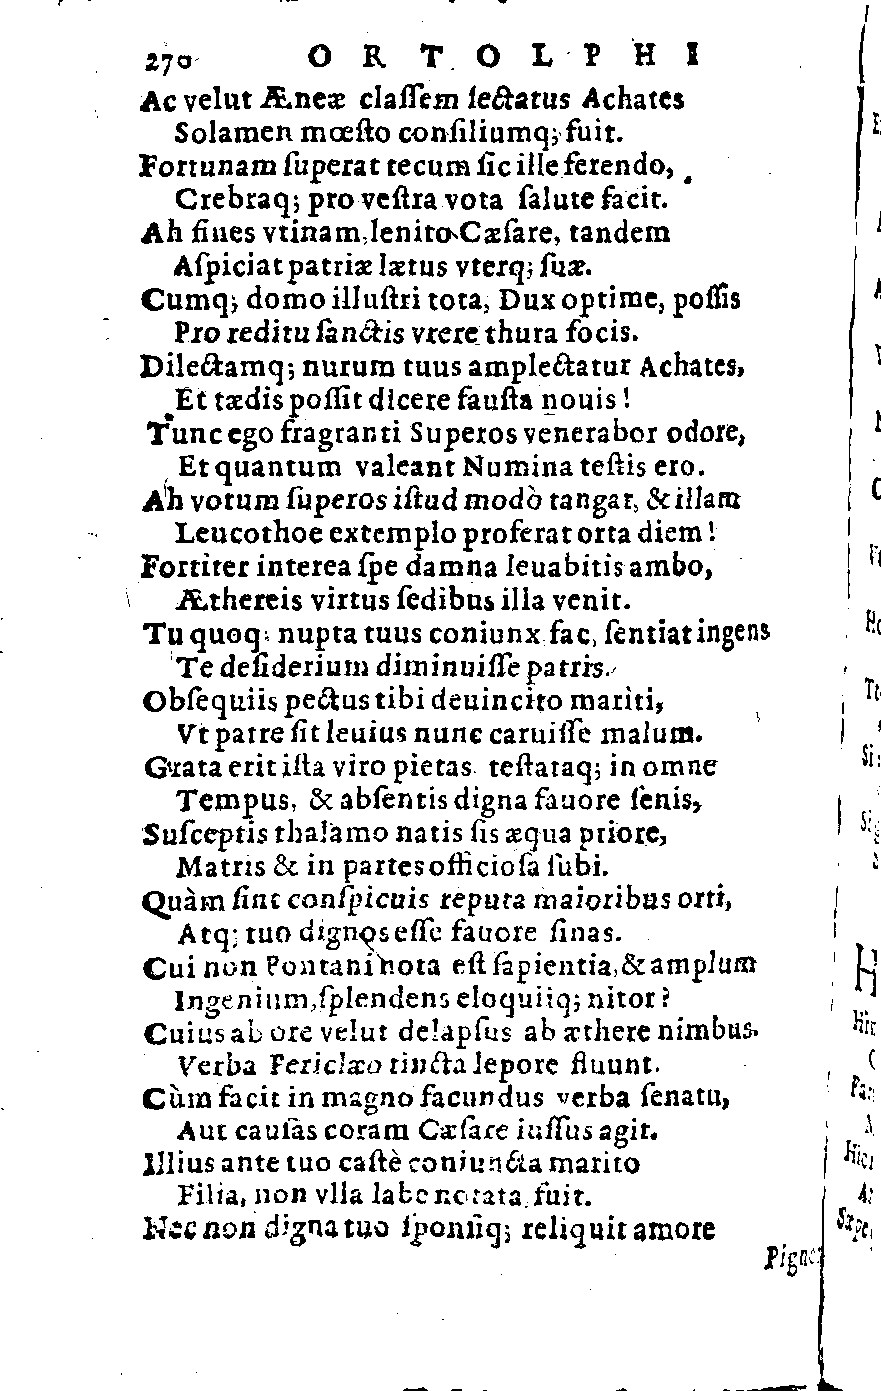 270 ORTOLPHI
Ac velut Æneæ claſſem ſectatus Achates
Solamen mœſto conſiliumq; fuit.
Fortunam ſuperat tecum ſic ille ferendo,
Crebraq; pro veſtra vota ſalute facit.
Ah ſines vtinam, lenito Cæſare, tandem
Aſpiciat patriæ lætus vterq; ſuæ.
Cumq; domo illuſtri tota, Dux optime, poſſis
Pro reditu ſanctis vrere thura focis.
Dilectamq; nurum tuus amplectatur Achates,
Et tædis poſſit dicere fauſta nouis!
Tunc ego fragranti Superos venerabor odore,
Et quantum valeant Numina teſtis ero.
Ah votum ſuperos iſtud modò tangat, & illam
Leucothoe extemplo proferat orta diem!
Fortiter interea ſpe damna leuabitis ambo,
Æthereis virtus ſedibus illa venit.
Tu quoq; nupta tuus coniunx fac, ſentiat ingens
Te deſiderium diminuiſſe patris.
Obſequiis pectus tibi deuincito mariti,
Vt patre ſit leuius nunc caruiſſe malum.
Grata erit iſta viro pietas teſtataq; in omne
Tempus, & abſentis digna fauore ſenis,
Suſceptis thalamo natis ſis æqua priore,
Matris & in partes officioſa ſubi.
Quàm ſint conſpicuis reputa maioribus orti,
Atq; tuo dignos eſſe fauore ſinas.
Cui non Pontani nota eſt ſapientia, & amplum
Ingenium, ſplendens eloquiiq; nitor?
Cuius ab ore velut delapſus ab æthere nimbus.
Verba Pericleæo tincta lepore fluunt.
Cùm facit in magno facundus verba ſenatu,
Aut cauſas coram Cæſare iuſſus agit.
Illius ante tuo caſtè coniuncta marito
Filia, non vlla labe notata fuit.
Nec non digna tuo ſponſiq; reliquit amore